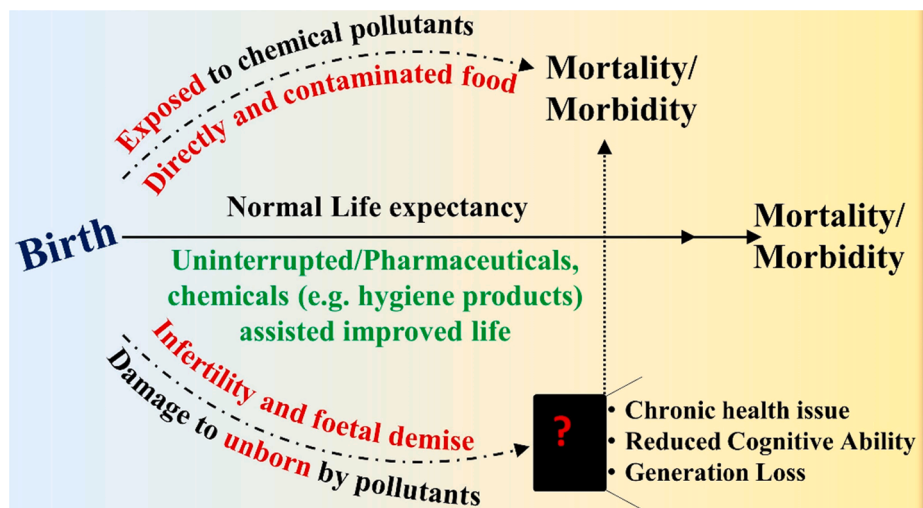 Exposed to chemical pollutants
Directly and contaminated food
Mortality/
Morbidity
Birth
Normal Life expectancy
Uninterrupted/Pharmaceuticals,
chemicals (e.g. hygiene products)
assisted improved life
Mortality/
Morbidity
Infertility and foetal demise
Damage to unborn by pollutants
?
• Chronic health issue
• Reduced Cognitive Ability
• Generation Loss